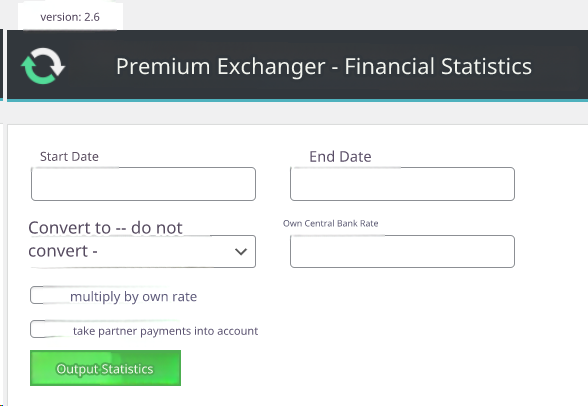 version: 2.6
Premium Exchanger - Financial Statistics
Start Date
End Date
Convert to -- do not
convert -
Own Central Bank Rate
multiply by own rate
take partner payments into account
Output Statistics